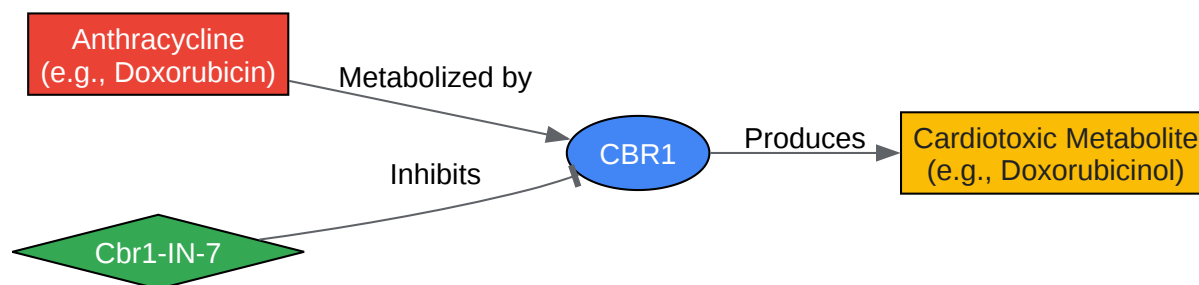 Anthracycline
(e.g., Doxorubicin)
Metabolized by
Inhibits
Cbr1-IN-7
CBR1
Produces
Cardiotoxic Metabolite
(e.g., Doxorubicinol)